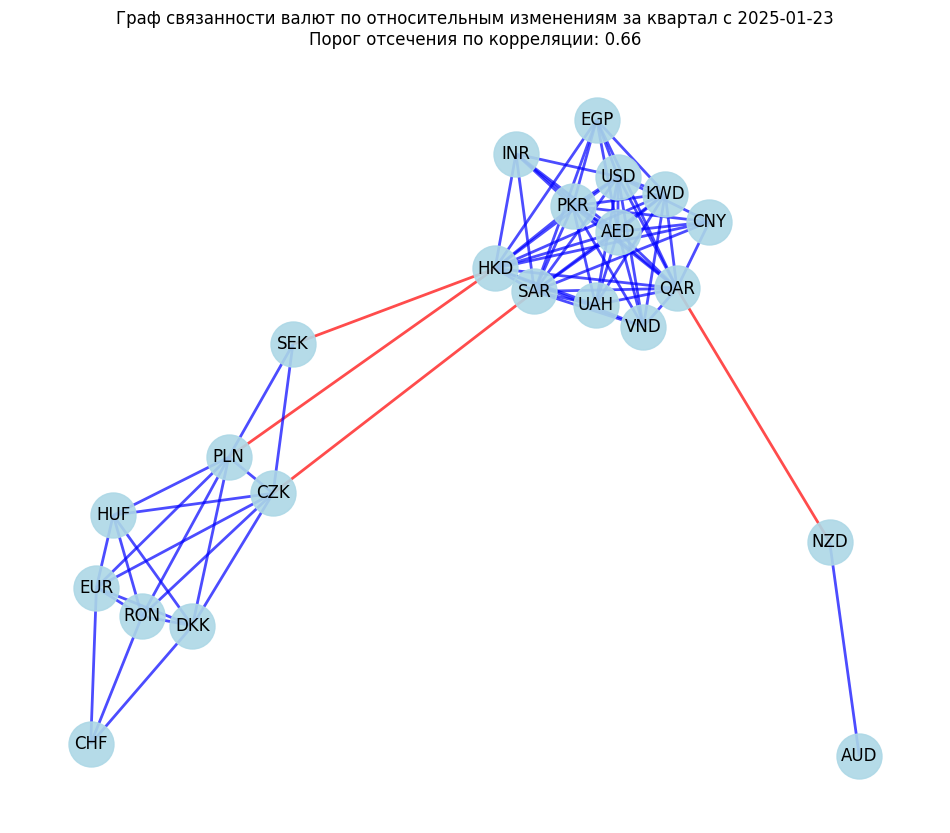 Граф связанности валют по относительным изменениям за квартал с 2025-01-23
Порог отсечения по корреляции: 0.66
EGP
INR
USD
KWD
PKR
CNY
AED
HKD
SAR
QAR
UAH
VND
SEK
PLN
CZK
HUF
NZD
EUR
RON
DKK
CHF
AUD